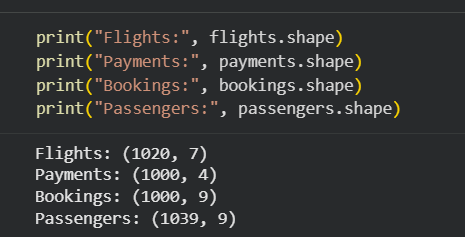 print("Flights:", flights.shape)
print("Payments:", payments.shape)
print("Bookings:", bookings.shape)
print("Passengers:", passengers.shape)
Flights: (1020, 7)
Payments: (1000, 4)
Bookings: (1000, 9)
Passengers: (1039, 9)